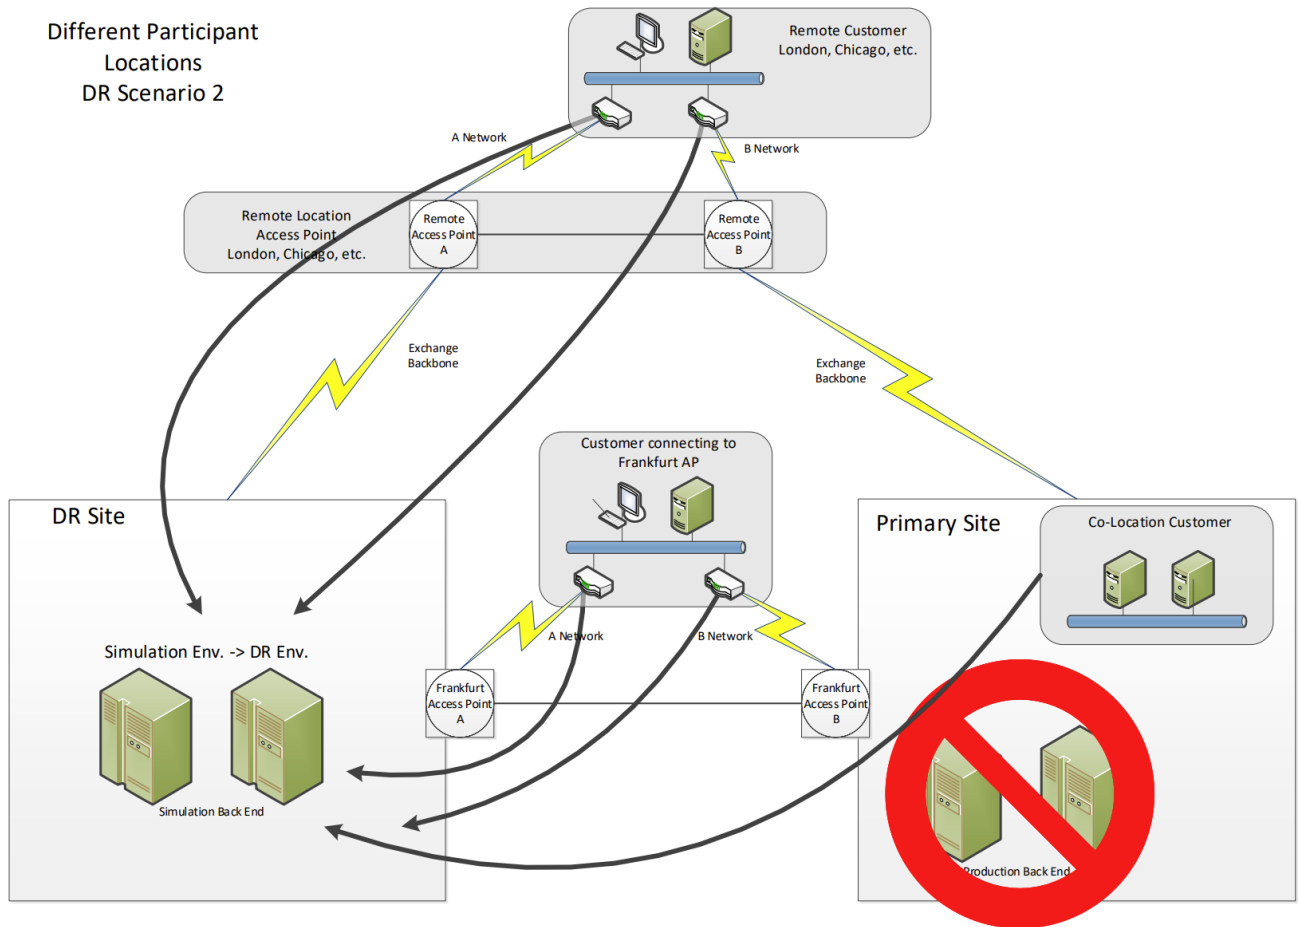 Different Participant
Locations
DR Scenario 2
Remote Customer
London, Chicago, etc.
A Network
B Network
Remote Location
Access Point
London, Chicago, etc.
Remote
Access Point
A
Remote
Access Point
B
Exchange
Backbone
Exchange
Backbone
Customer connecting to
Frankfurt AP
DR Site
Primary Site
Co-Location Customer
A Network
B Network
Simulation Env. -> DR Env.
Frankfurt
Access Point
A
Frankfurt
Access Point
B
Simulation Back End
Production Back End